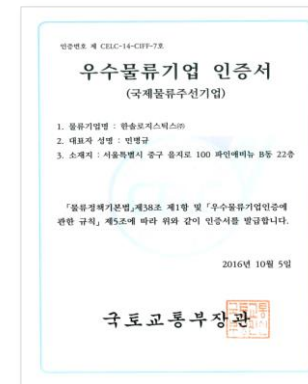 인증번호 제 CELC-14-CIFF-7호
우수물류기업 인증서
(국제물류주선기업)
1. 물류기업명 : 한솔로지스틱스㈜
2. 대표자 성명 : 민병규
3. 소재지 : 서울특별시 중구 을지로 100 파인애비뉴 B동 22층
「물류정책기본법」제38조 제1항 및 「우수물류기업인증에
관한 규칙」 제5조에 따라 위와 같이 인증서를 발급합니다.
2016년 10월 5일
국토교통부장관